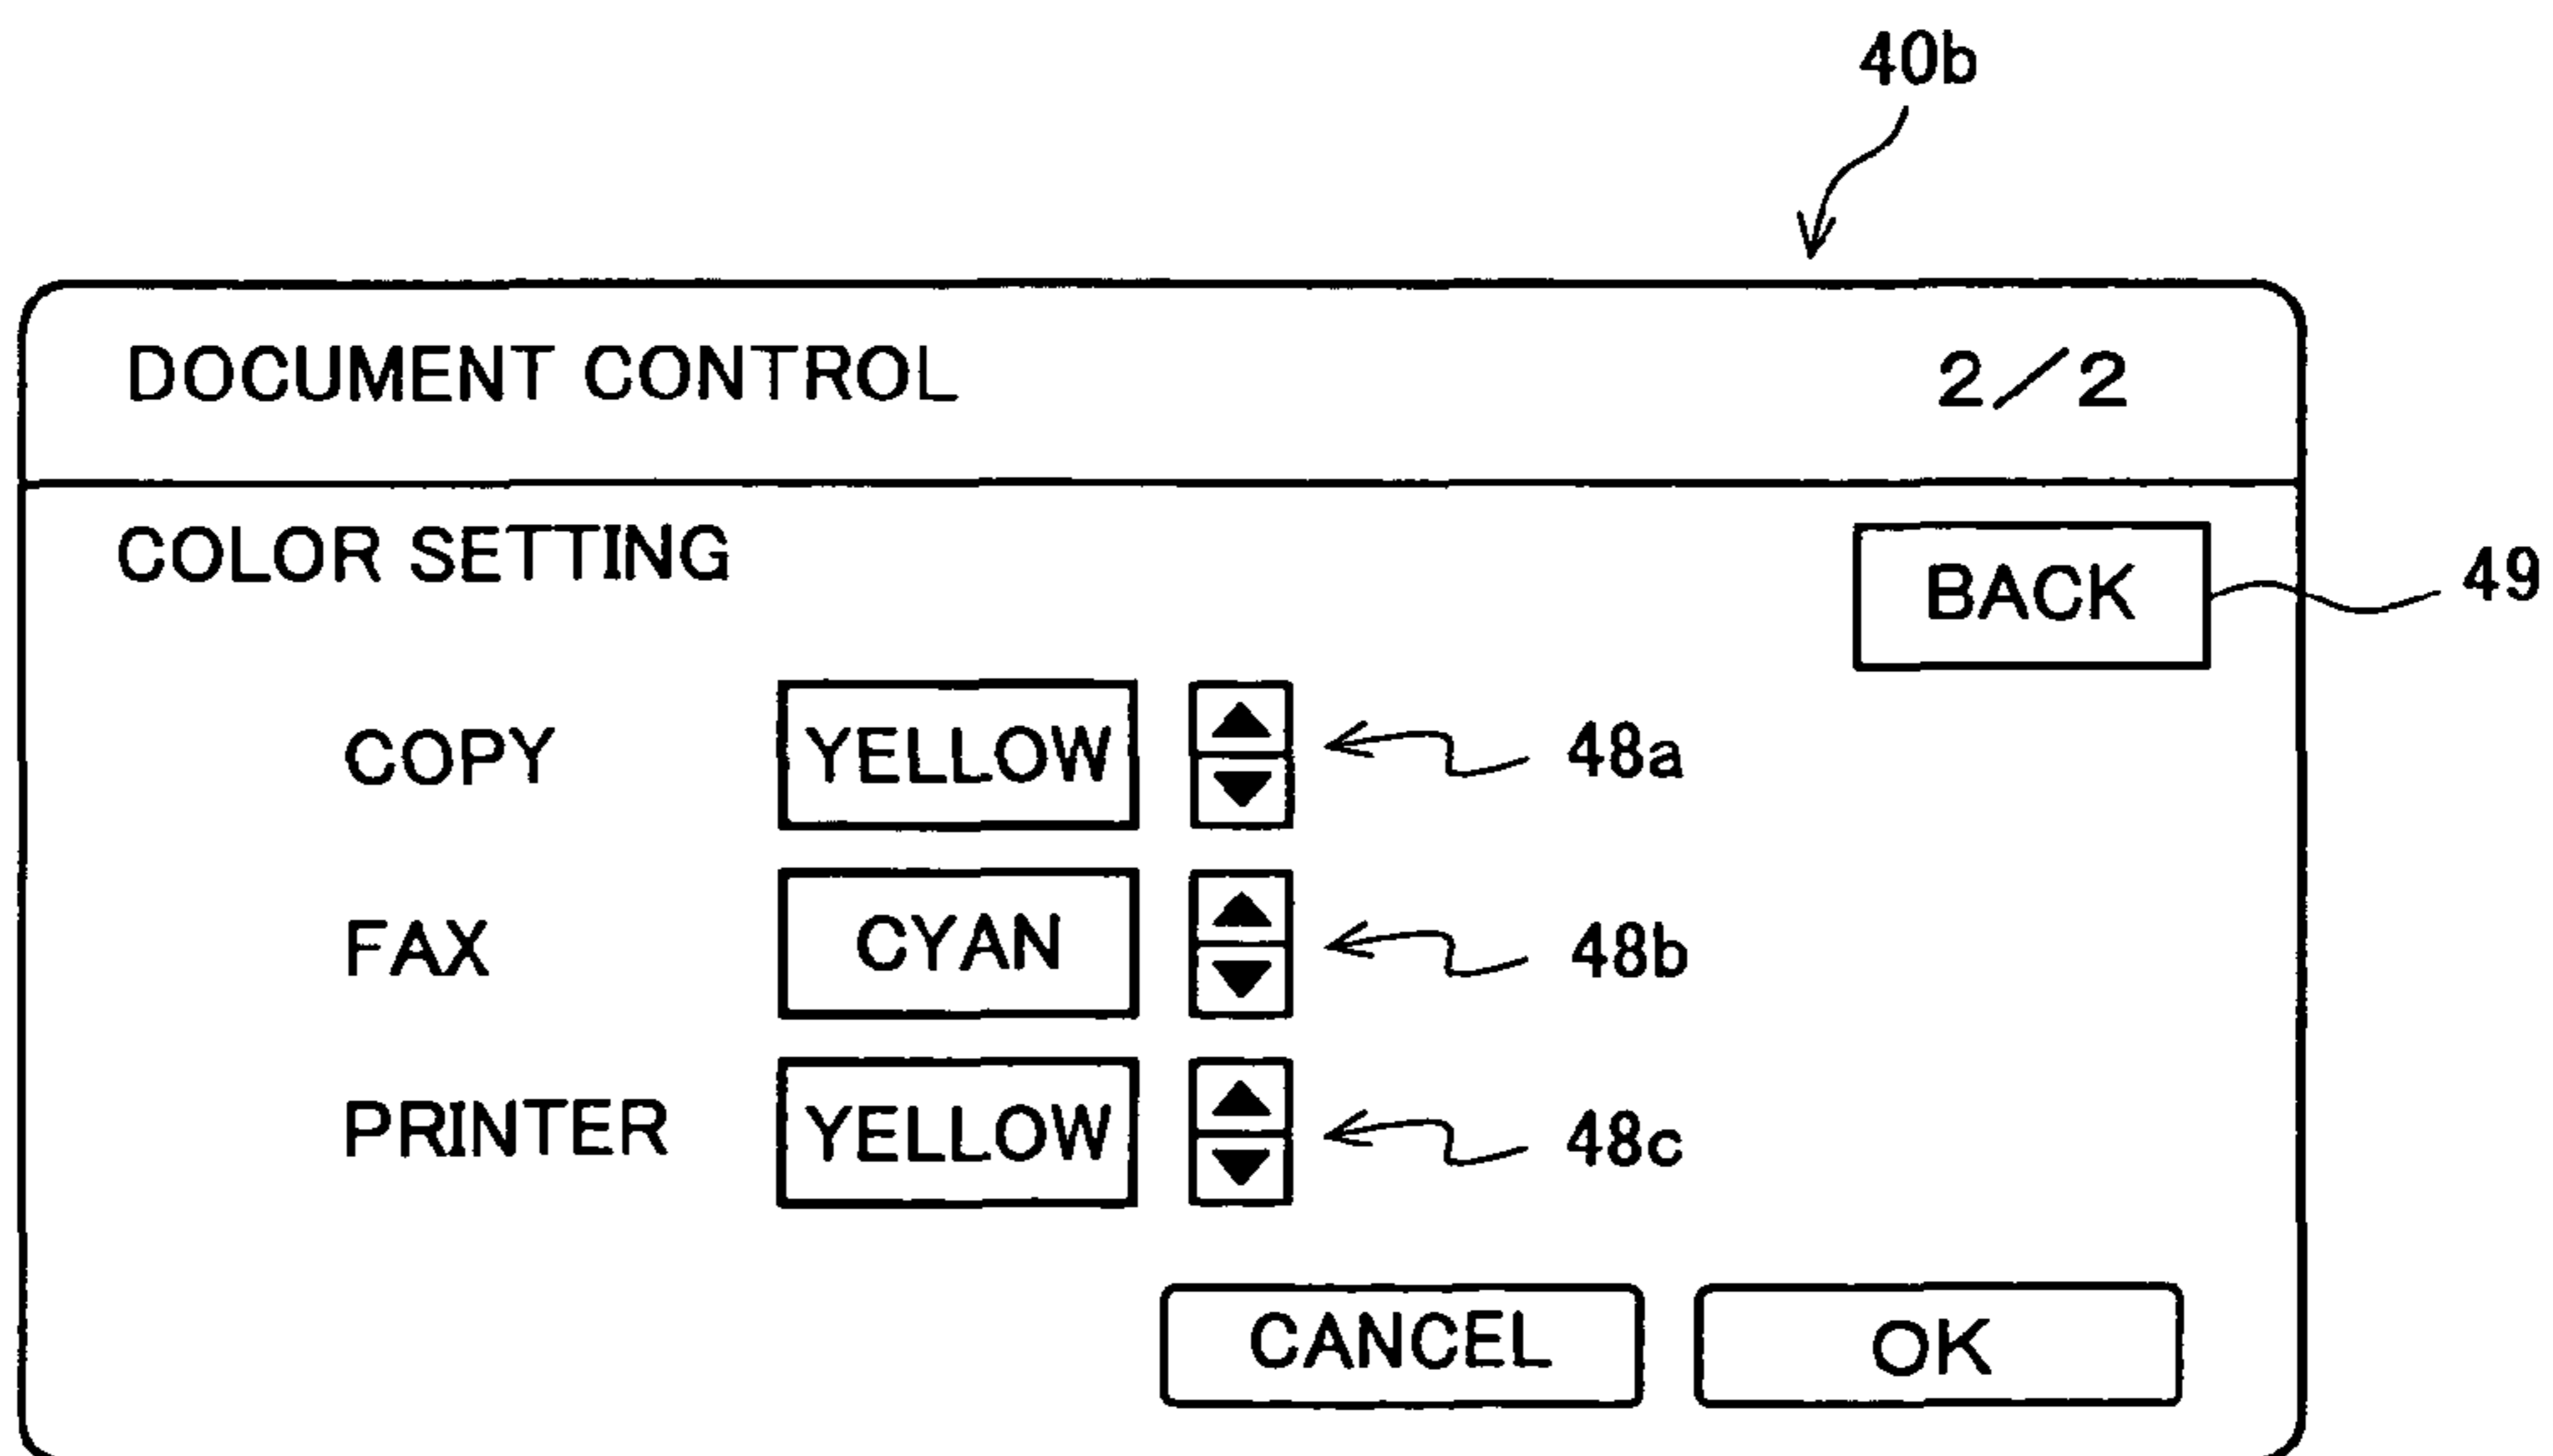 40b
DOCUMENT CONTROL 2/2
COLOR SETTING
BACK 49
COPY YELLOW 48a
FAX CYAN 48b
PRINTER YELLOW 48c
CANCEL OK